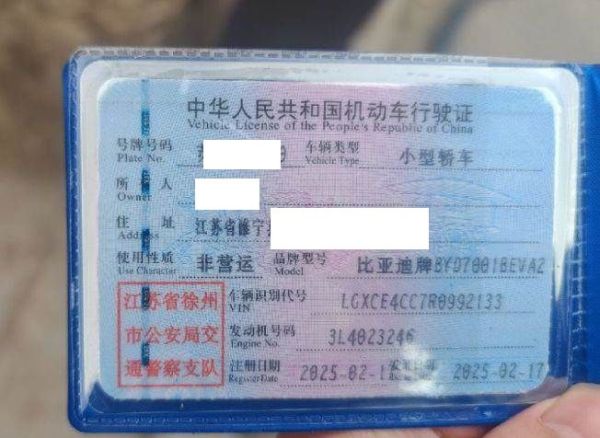 中华人民共和国机动车行驶证
Vehicle License of the People's Republic of China
号牌号码 车辆类型 小型轿车
Plate No. Vehicle Type
所有人
Owner
住址 江苏省睢宁
Address
使用性质 非营运 品牌型号 比亚迪牌BYD7001BEVA2
Use Character Model
江苏省徐州
市公安局交
通警察支队
车辆识别代号 LGXCE4CC7R0992133
VIN
发动机号码 3L4023246
Engine No.
注册日期 2025-02-17 发证日期 2025-02-17
Register Date